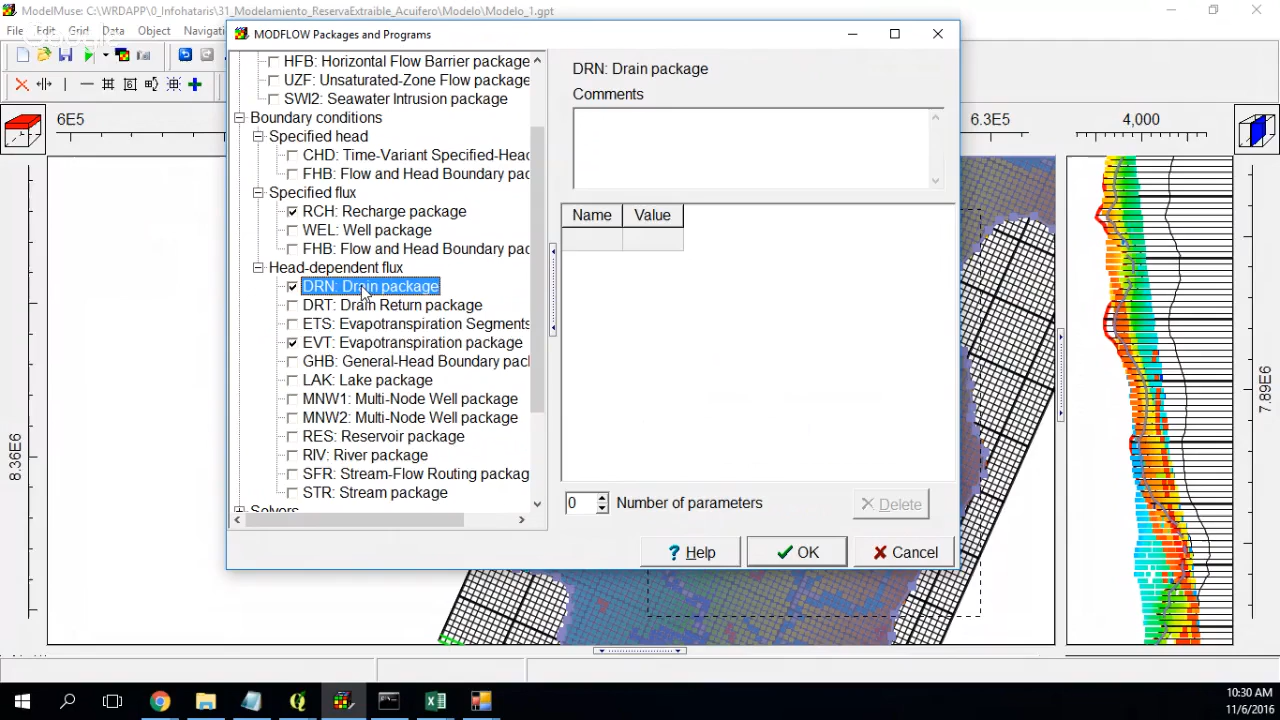 ModelMuse: C:\WRDAPP\0_Infohataris\31_Modelamiento_ReservaExtraible_Acuifero\Modelo\Modelo_1.gpt
File Edit Grid Data Object Navigati
MODFLOW Packages and Programs
HFB: Horizontal Flow Barrier package
UZF: Unsaturated-Zone Flow package
SWI2: Seawater Intrusion package
Boundary conditions
Specified head
CHD: Time-Variant Specified-Head
FHB: Flow and Head Boundary pac
Specified flux
RCH: Recharge package
WEL: Well package
FHB: Flow and Head Boundary pac
Head-dependent flux
DRN: Drain package
DRT: Drain Return package
ETS: Evapotranspiration Segments
EVT: Evapotranspiration package
GHB: General-Head Boundary pac
LAK: Lake package
MNW1: Multi-Node Well package
MNW2: Multi-Node Well package
RES: Reservoir package
RIV: River package
SFR: Stream-Flow Routing packag
STR: Stream package
Solvers
DRN: Drain package
Comments
Name Value
0 Number of parameters Delete
? Help OK Cancel
6E5
6.3E5
4,000
8.36E6
7.89E6
10:30 AM
11/6/2016